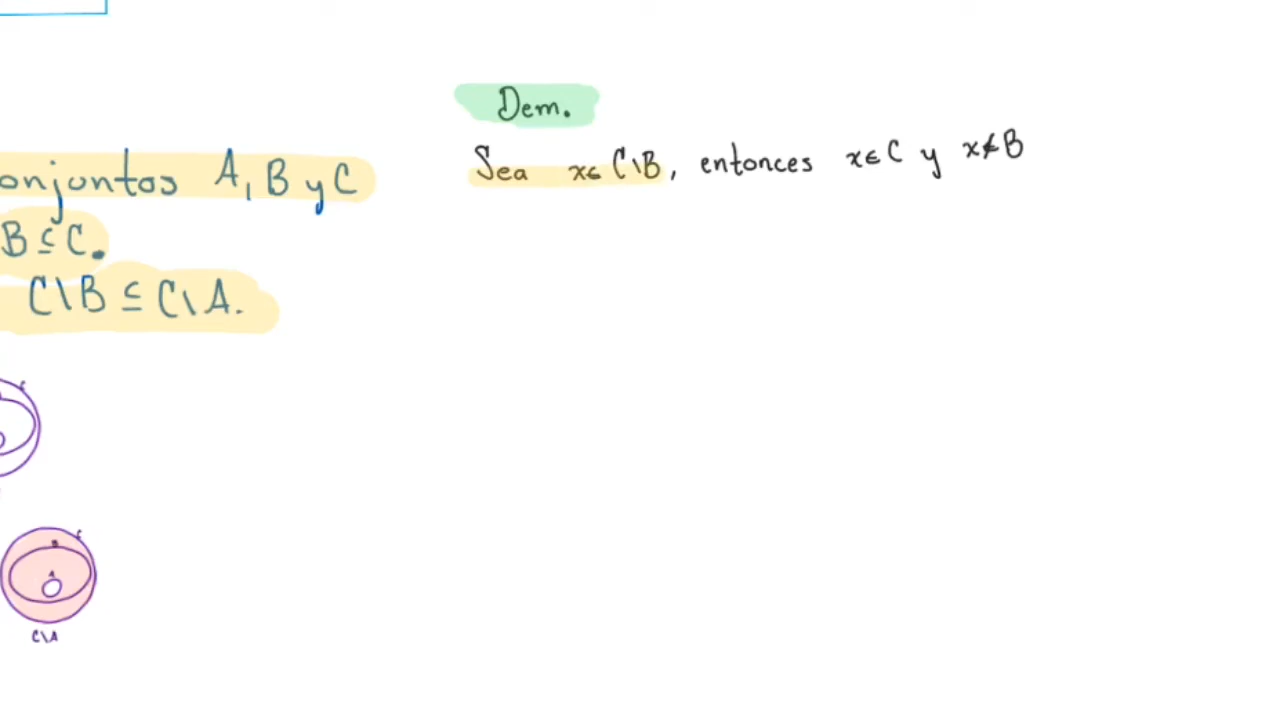 onjuntos A, B y C
B ⊆ C.
C\B ⊆ C\A.
Dem.
Sea x∈ C\B, entonces x∈C y x∉B
C
C
B
A
C\A